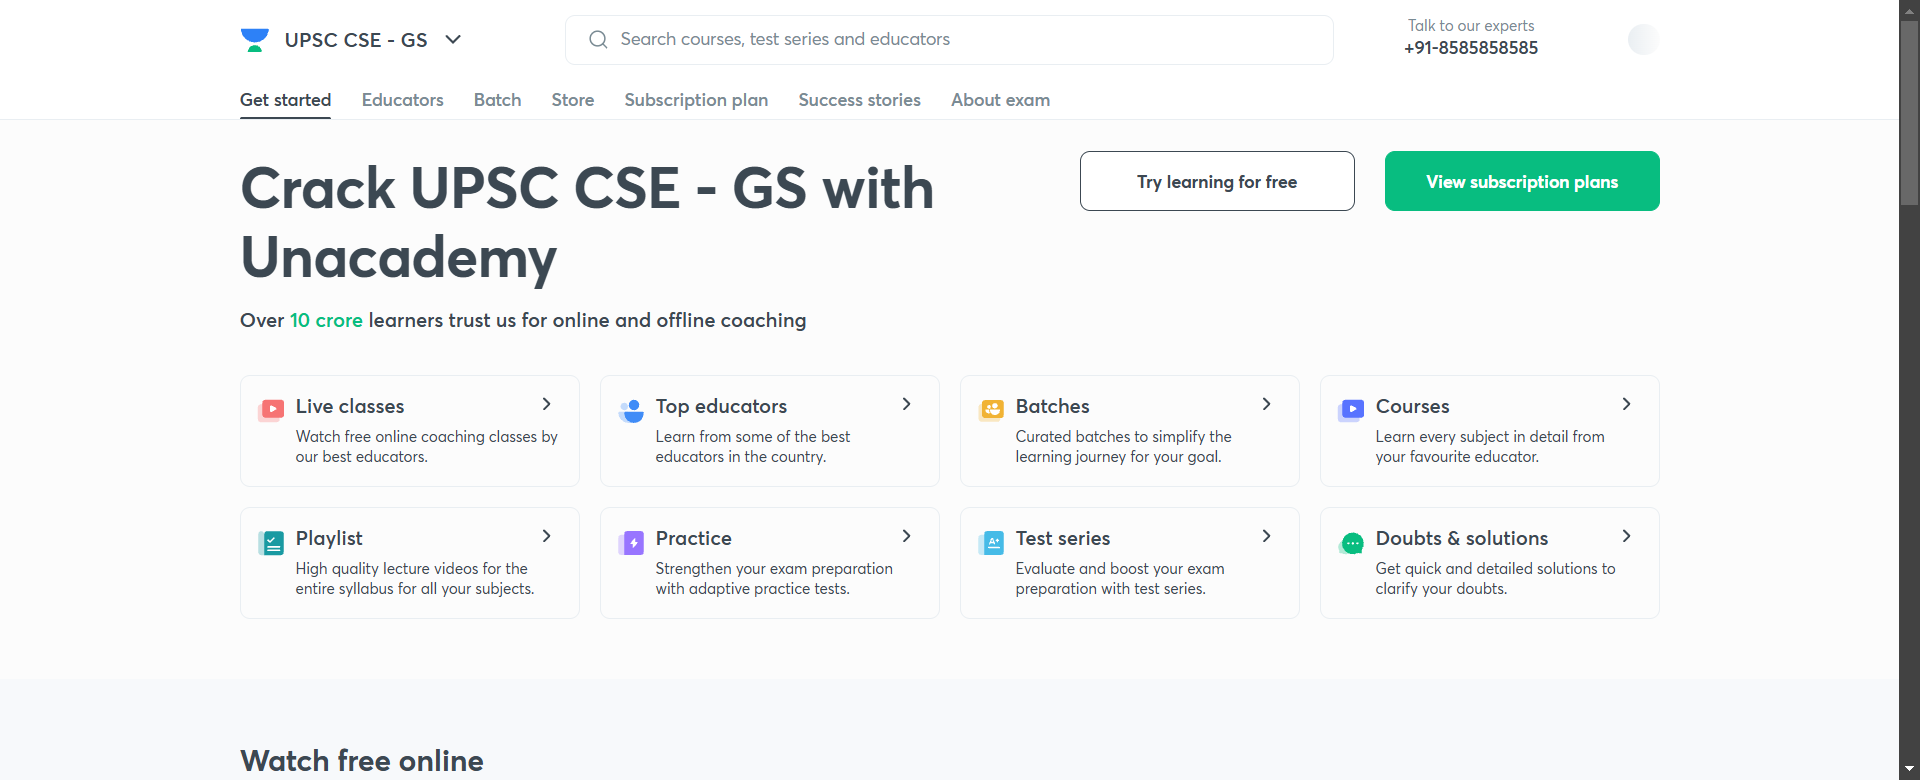 UPSC CSE - GS
Search courses, test series and educators
Talk to our experts
+91-8585858585
Get started
Educators
Batch
Store
Subscription plan
Success stories
About exam
Crack UPSC CSE - GS with
Unacademy
Try learning for free
View subscription plans
Over 10 crore learners trust us for online and offline coaching
Live classes
Watch free online coaching classes by
our best educators.
Top educators
Learn from some of the best
educators in the country.
Batches
Curated batches to simplify the
learning journey for your goal.
Courses
Learn every subject in detail from
your favourite educator.
Playlist
High quality lecture videos for the
entire syllabus for all your subjects.
Practice
Strengthen your exam preparation
with adaptive practice tests.
A+
Test series
Evaluate and boost your exam
preparation with test series.
Doubts & solutions
Get quick and detailed solutions to
clarify your doubts.
Watch free online